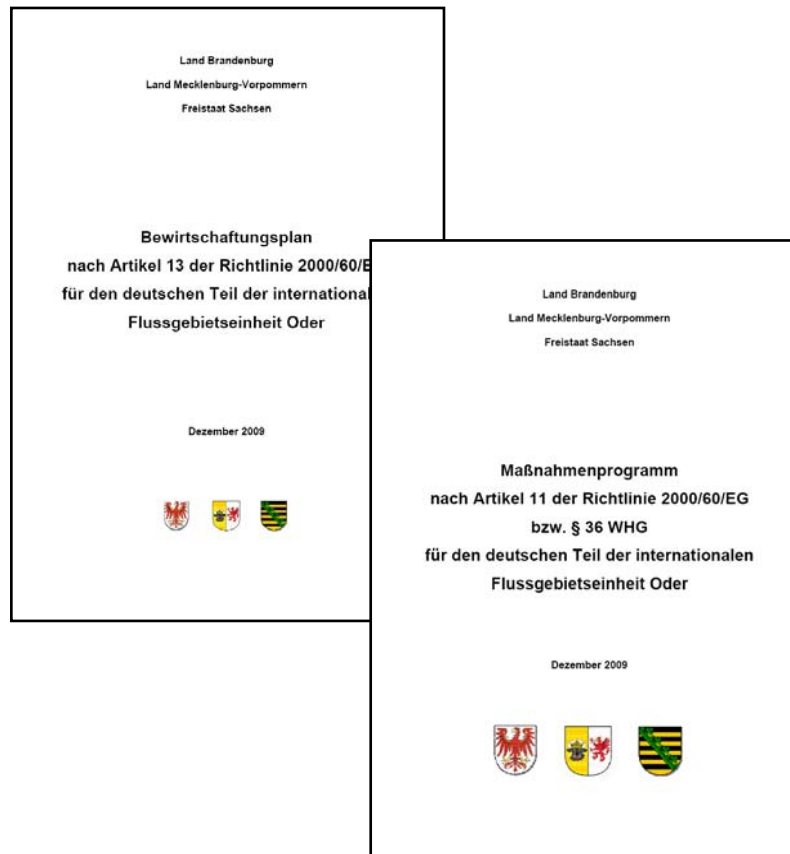 Land Brandenburg
Land Mecklenburg-Vorpommern
Freistaat Sachsen
Bewirtschaftungsplan
nach Artikel 13 der Richtlinie 2000/60/E
für den deutschen Teil der international
Flussgebietseinheit Oder
Dezember 2009
Land Brandenburg
Land Mecklenburg-Vorpommern
Freistaat Sachsen
Maßnahmenprogramm
nach Artikel 11 der Richtlinie 2000/60/EG
bzw. § 36 WHG
für den deutschen Teil der internationalen
Flussgebietseinheit Oder
Dezember 2009